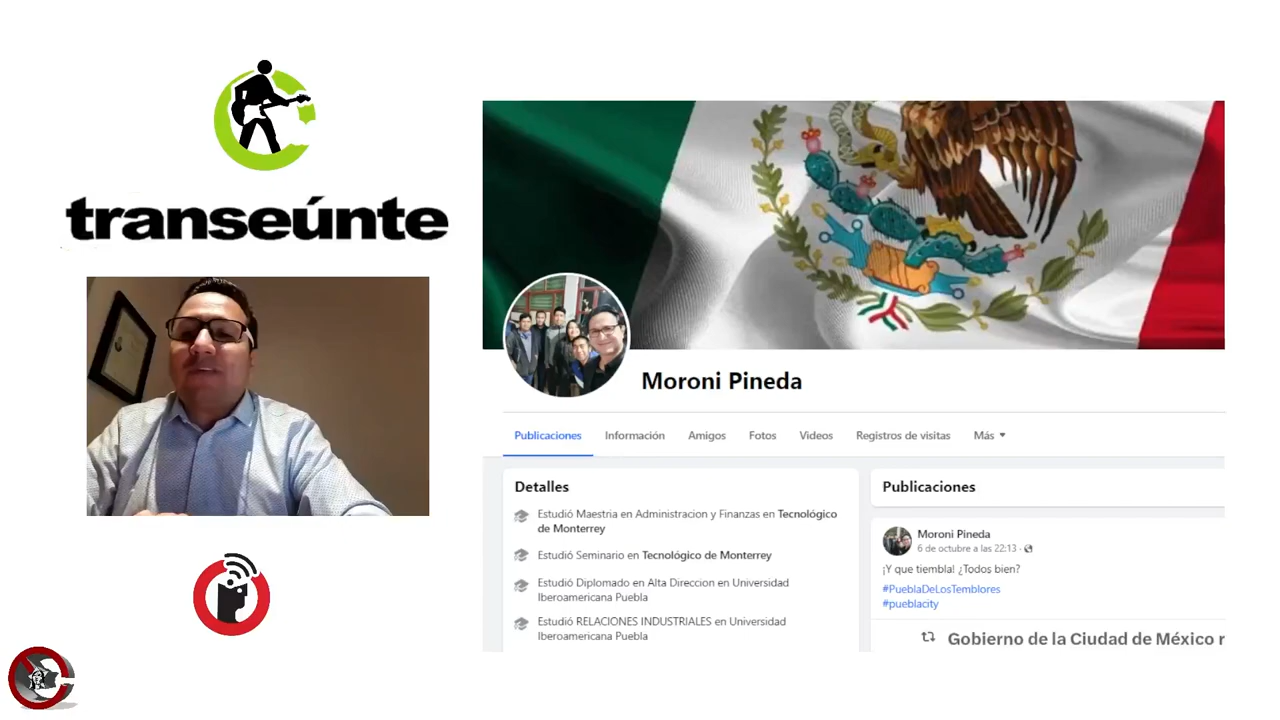 transeúnte
Moroni Pineda
Publicaciones
Información
Amigos
Fotos
Videos
Registros de visitas
Más
Detalles
Estudió Maestria en Administracion y Finanzas en Tecnológico
de Monterrey
Estudió Seminario en Tecnológico de Monterrey
Estudió Diplomado en Alta Direccion en Universidad
Iberoamericana Puebla
Estudió RELACIONES INDUSTRIALES en Universidad
Iberoamericana Puebla
Publicaciones
Moroni Pineda
6 de octubre a las 22:13 ·
¡Y que tiembla! ¿Todos bien?
#PueblaDeLosTemblores
#pueblacity
Gobierno de la Ciudad de México r